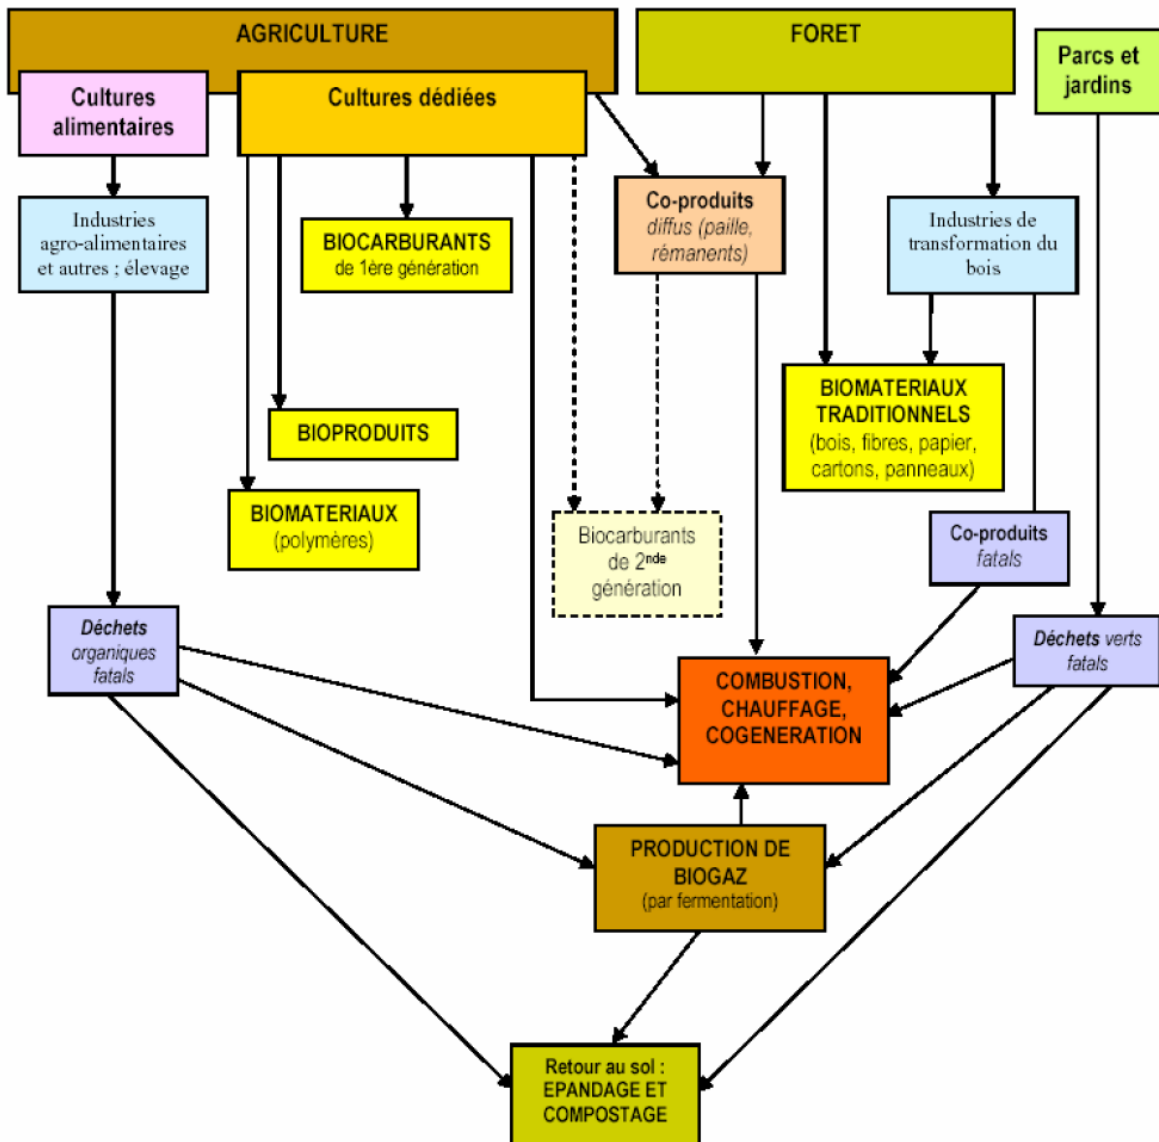 AGRICULTURE
FORET
Parcs et
jardins
Cultures
alimentaires
Cultures dédiées
Co-produits
diffus (paille,
rémanents)
Industries
agro-alimentaires
et autres ; élevage
Industries de
transformation du
bois
BIOCARBURANTS
de 1ère génération
BIOMATERIAUX
TRADITIONNELS
(bois, fibres, papier,
cartons, panneaux)
BIOPRODUITS
BIOMATERIAUX
(polymères)
Biocarburants
de 2nde
génération
Co-produits
fatals
Déchets
organiques
fatals
Déchets verts
fatals
COMBUSTION,
CHAUFFAGE,
COGENERATION
PRODUCTION DE
BIOGAZ
(par fermentation)
Retour au sol :
EPANDAGE ET
COMPOSTAGE